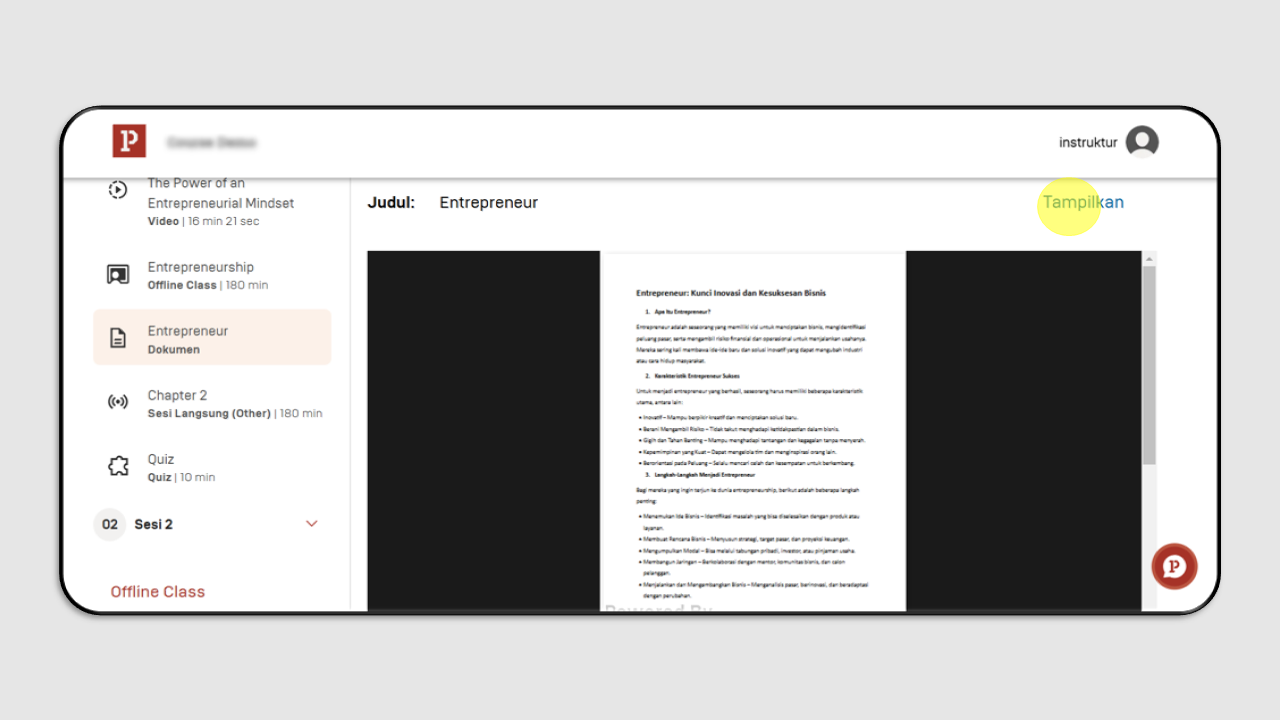 instruktur
The Power of an
Entrepreneurial Mindset
Video | 16 min 21 sec
Entrepreneurship
Offline Class | 180 min
Entrepreneur
Dokumen
Chapter 2
Sesi Langsung (Other) | 180 min
Quiz
Quiz | 10 min
02 Sesi 2
Offline Class
Judul: Entrepreneur
Tampilkan
Entrepreneur: Kunci Inovasi dan Kesuksesan Bisnis
1. Apa Itu Entrepreneur?
Entrepreneur adalah seseorang yang memiliki visi untuk menciptakan bisnis, mengidentifikasi
peluang pasar, serta mengambil risiko finansial dan operasional untuk menjalankan usahanya.
Mereka sering kali membawa ide-ide baru dan solusi inovatif yang dapat mengubah industri
atau cara hidup masyarakat.
2. Karakteristik Entrepreneur Sukses
Untuk menjadi entrepreneur yang berhasil, seseorang harus memiliki beberapa karakteristik
utama, antara lain:
• Inovatif – Mampu berpikir kreatif dan menciptakan solusi baru.
• Berani Mengambil Risiko – Tidak takut menghadapi ketidakpastian dalam bisnis.
• Gigih dan Tahan Banting – Mampu menghadapi tantangan dan kegagalan tanpa menyerah.
• Kepemimpinan yang Kuat – Dapat mengelola tim dan menginspirasi orang lain.
• Berorientasi pada Peluang – Selalu mencari celah dan kesempatan untuk berkembang.
3. Langkah-Langkah Menjadi Entrepreneur
Bagi mereka yang ingin terjun ke dunia entrepreneurship, berikut adalah beberapa langkah
penting:
• Menemukan Ide Bisnis – Identifikasi masalah yang bisa diselesaikan dengan produk atau
layanan.
• Membuat Rencana Bisnis – Menyusun strategi, target pasar, dan proyeksi keuangan.
• Mengumpulkan Modal – Bisa melalui tabungan pribadi, investor, atau pinjaman usaha.
• Membangun Jaringan – Berkolaborasi dengan mentor, komunitas bisnis, dan calon
pelanggan.
• Menjalankan dan Mengembangkan Bisnis – Menganalisis pasar, berinovasi, dan beradaptasi
dengan perubahan.
Powered By